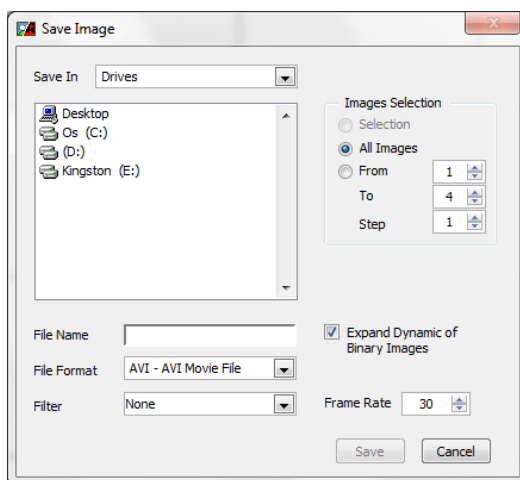 Save Image
Save In Drives
Desktop
Os (C:)
(D:)
Kingston (E:)
Images Selection
Selection
All Images
From 1
To 4
Step 1
File Name
Expand Dynamic of
Binary Images
File Format AVI - AVI Movie File
Filter None
Frame Rate 30
Save Cancel